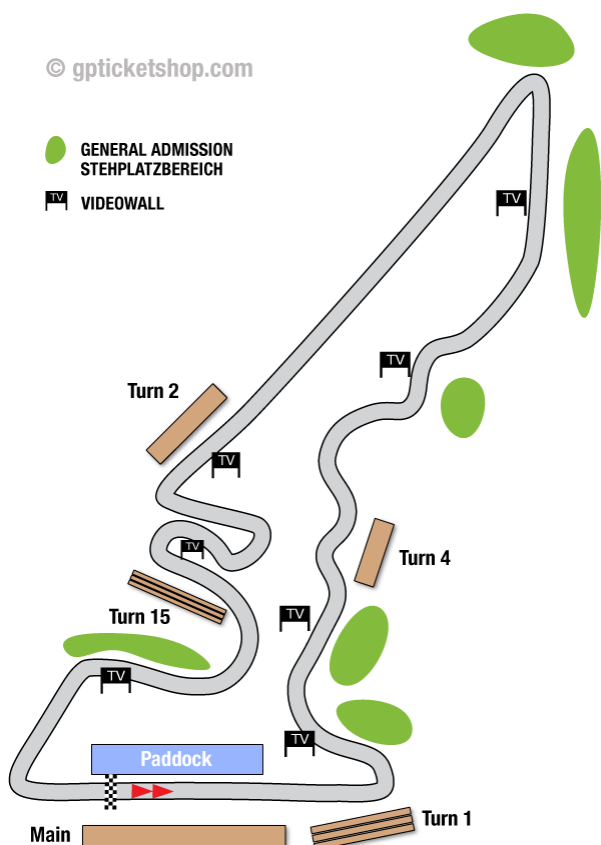 © gpticketshop.com
GENERAL ADMISSION
STEHPLATZBEREICH
TV VIDEOWALL
TV
TV
Turn 2
TV
TV
Turn 4
Turn 15
TV
TV
TV
Paddock
Turn 1
Main